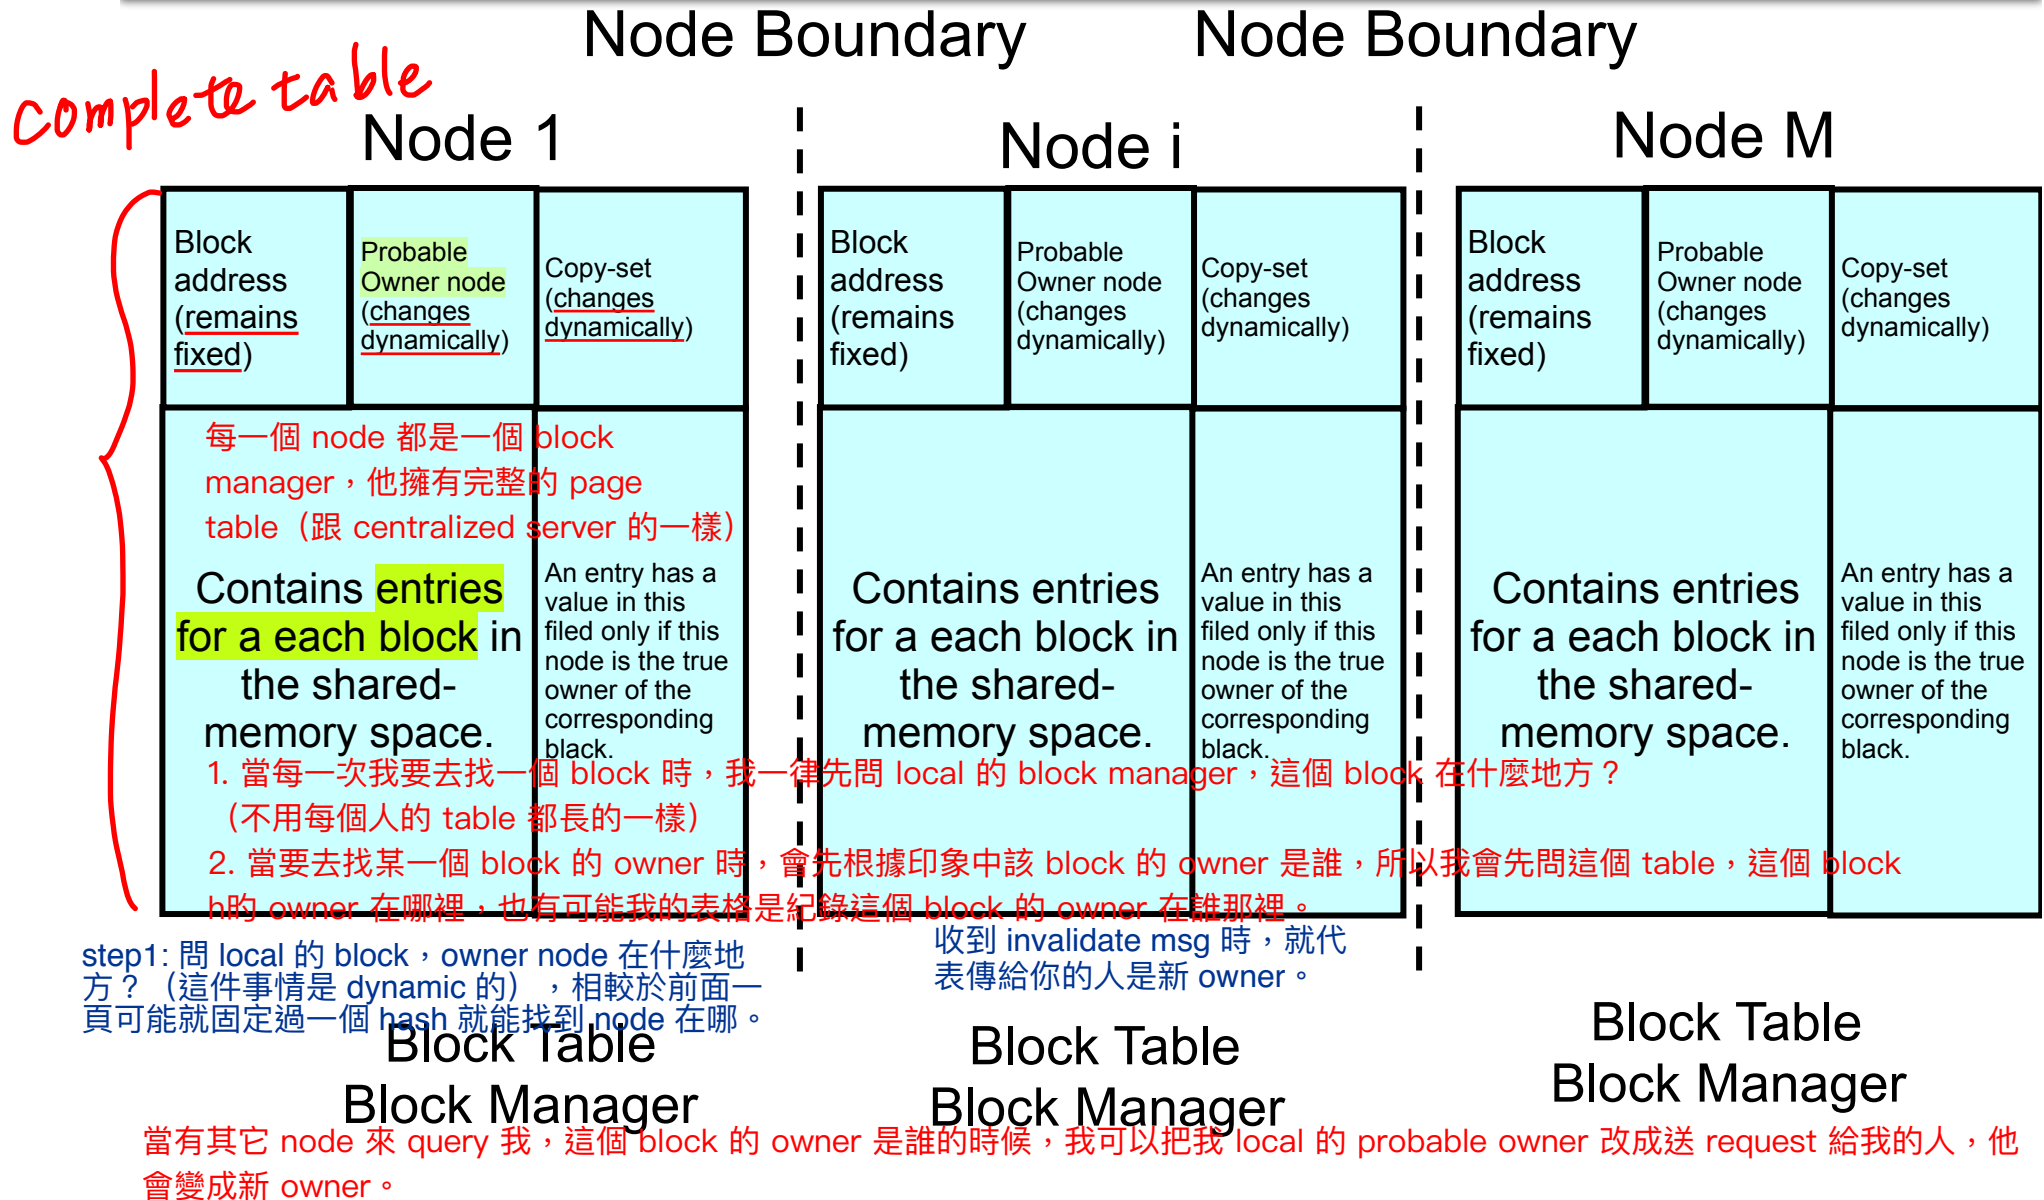 Node Boundary
Node Boundary
complete table
Node 1
Node i
Node M
Block
address
(remains
fixed)
Probable
Owner node
(changes
dynamically)
Copy-set
(changes
dynamically)
Block
address
(remains
fixed)
Probable
Owner node
(changes
dynamically)
Copy-set
(changes
dynamically)
Block
address
(remains
fixed)
Probable
Owner node
(changes
dynamically)
Copy-set
(changes
dynamically)
每一個 node 都是一個 block
manager，他擁有完整的 page
table（跟 centralized server 的一樣）
Contains entries
for a each block in
the shared-
memory space.
An entry has a
value in this
filed only if this
node is the true
owner of the
corresponding
black.
Contains entries
for a each block in
the shared-
memory space.
An entry has a
value in this
filed only if this
node is the true
owner of the
corresponding
black.
Contains entries
for a each block in
the shared-
memory space.
An entry has a
value in this
filed only if this
node is the true
owner of the
corresponding
black.
1. 當每一次我要去找一個 block 時，我一律先問 local 的 block manager，這個 block 在什麼地方？
（不用每個人的 table 都長的一樣）
2. 當要去找某一個 block 的 owner 時，會先根據印象中該 block 的 owner 是誰，所以我會先問這個 table，這個 block
h的 owner 在哪裡，也有可能我的表格是紀錄這個 block 的 owner 在誰那裡。
step1: 問 local 的 block，owner node 在什麼地
方？（這件事情是 dynamic 的），相較於前面一
頁可能就固定過一個 hash 就能找到 node 在哪。
收到 invalidate msg 時，就代
表傳給你的人是新 owner。
Block Table
Block Manager
Block Table
Block Manager
Block Table
Block Manager
當有其它 node 來 query 我，這個 block 的 owner 是誰的時候，我可以把我 local 的 probable owner 改成送 request 給我的人，他
會變成新 owner。